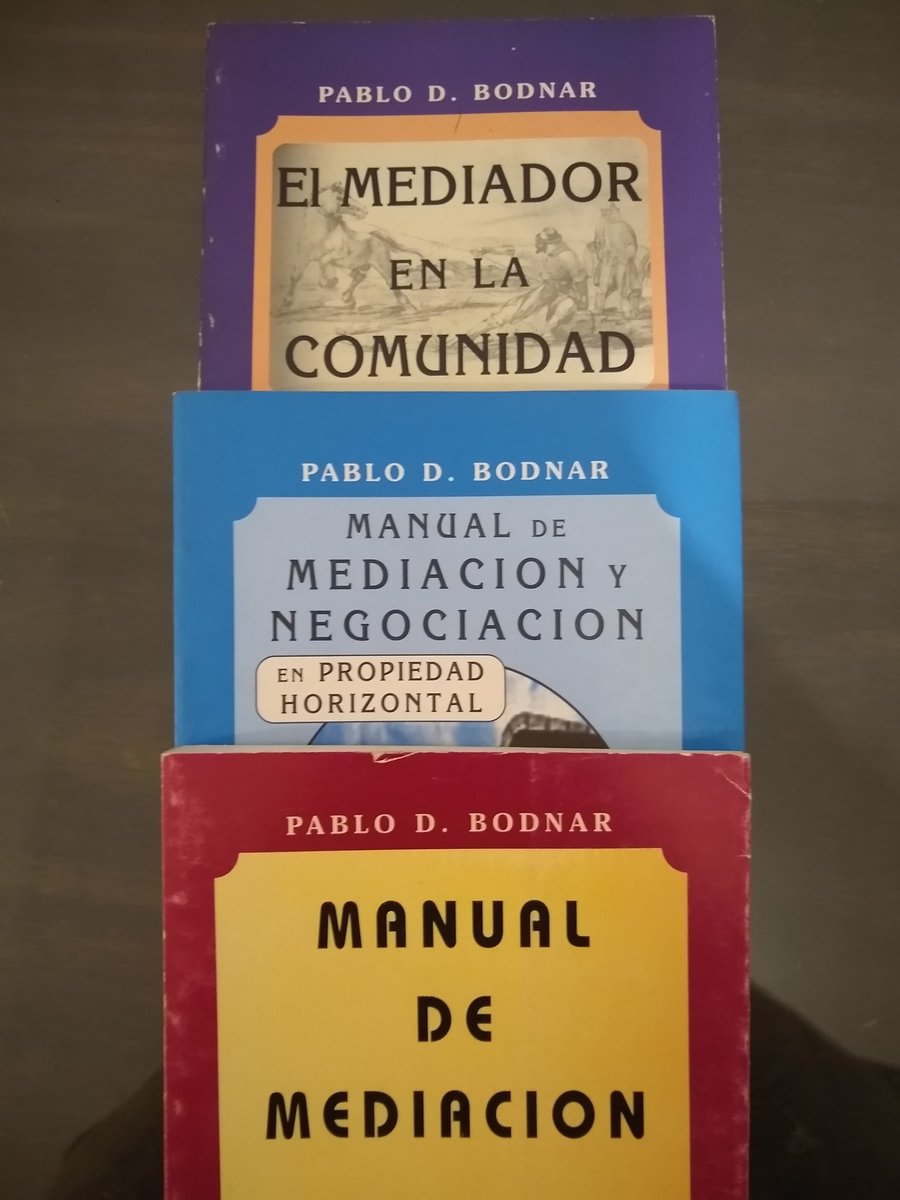 PABLO D. BODNAR
El MEDIADOR
EN LA
COMUNIDAD
PABLO D. BODNAR
MANUAL DE
MEDIACION Y
NEGOCIACION
EN PROPIEDAD
HORIZONTAL
PABLO D. BODNAR
MANUAL
DE
MEDIACION